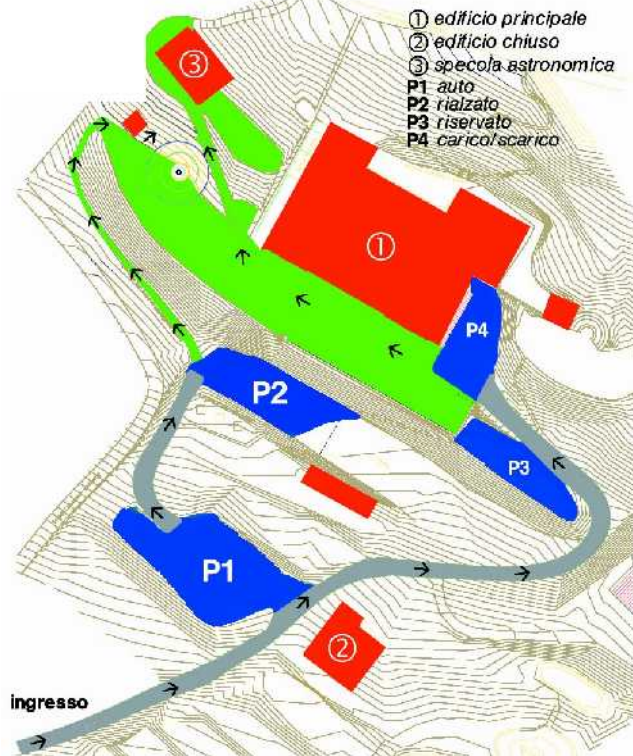 ① edificio principale
② edificio chiuso
③ specola astronomica
P1 auto
P2 rialzato
P3 riservato
P4 carico/scarico
③
①
P4
P2
P3
P1
②
ingresso